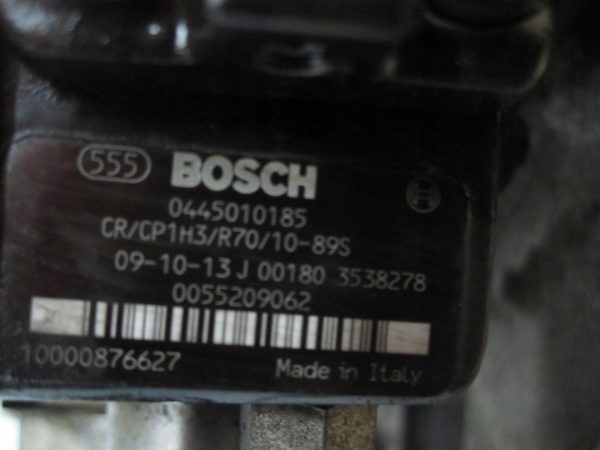 555 BOSCH
0445010185
CR/CP1H3/R70/10-89S
09-10-13 J 00180 3538278
0055209062
10000876627 Made in Italy